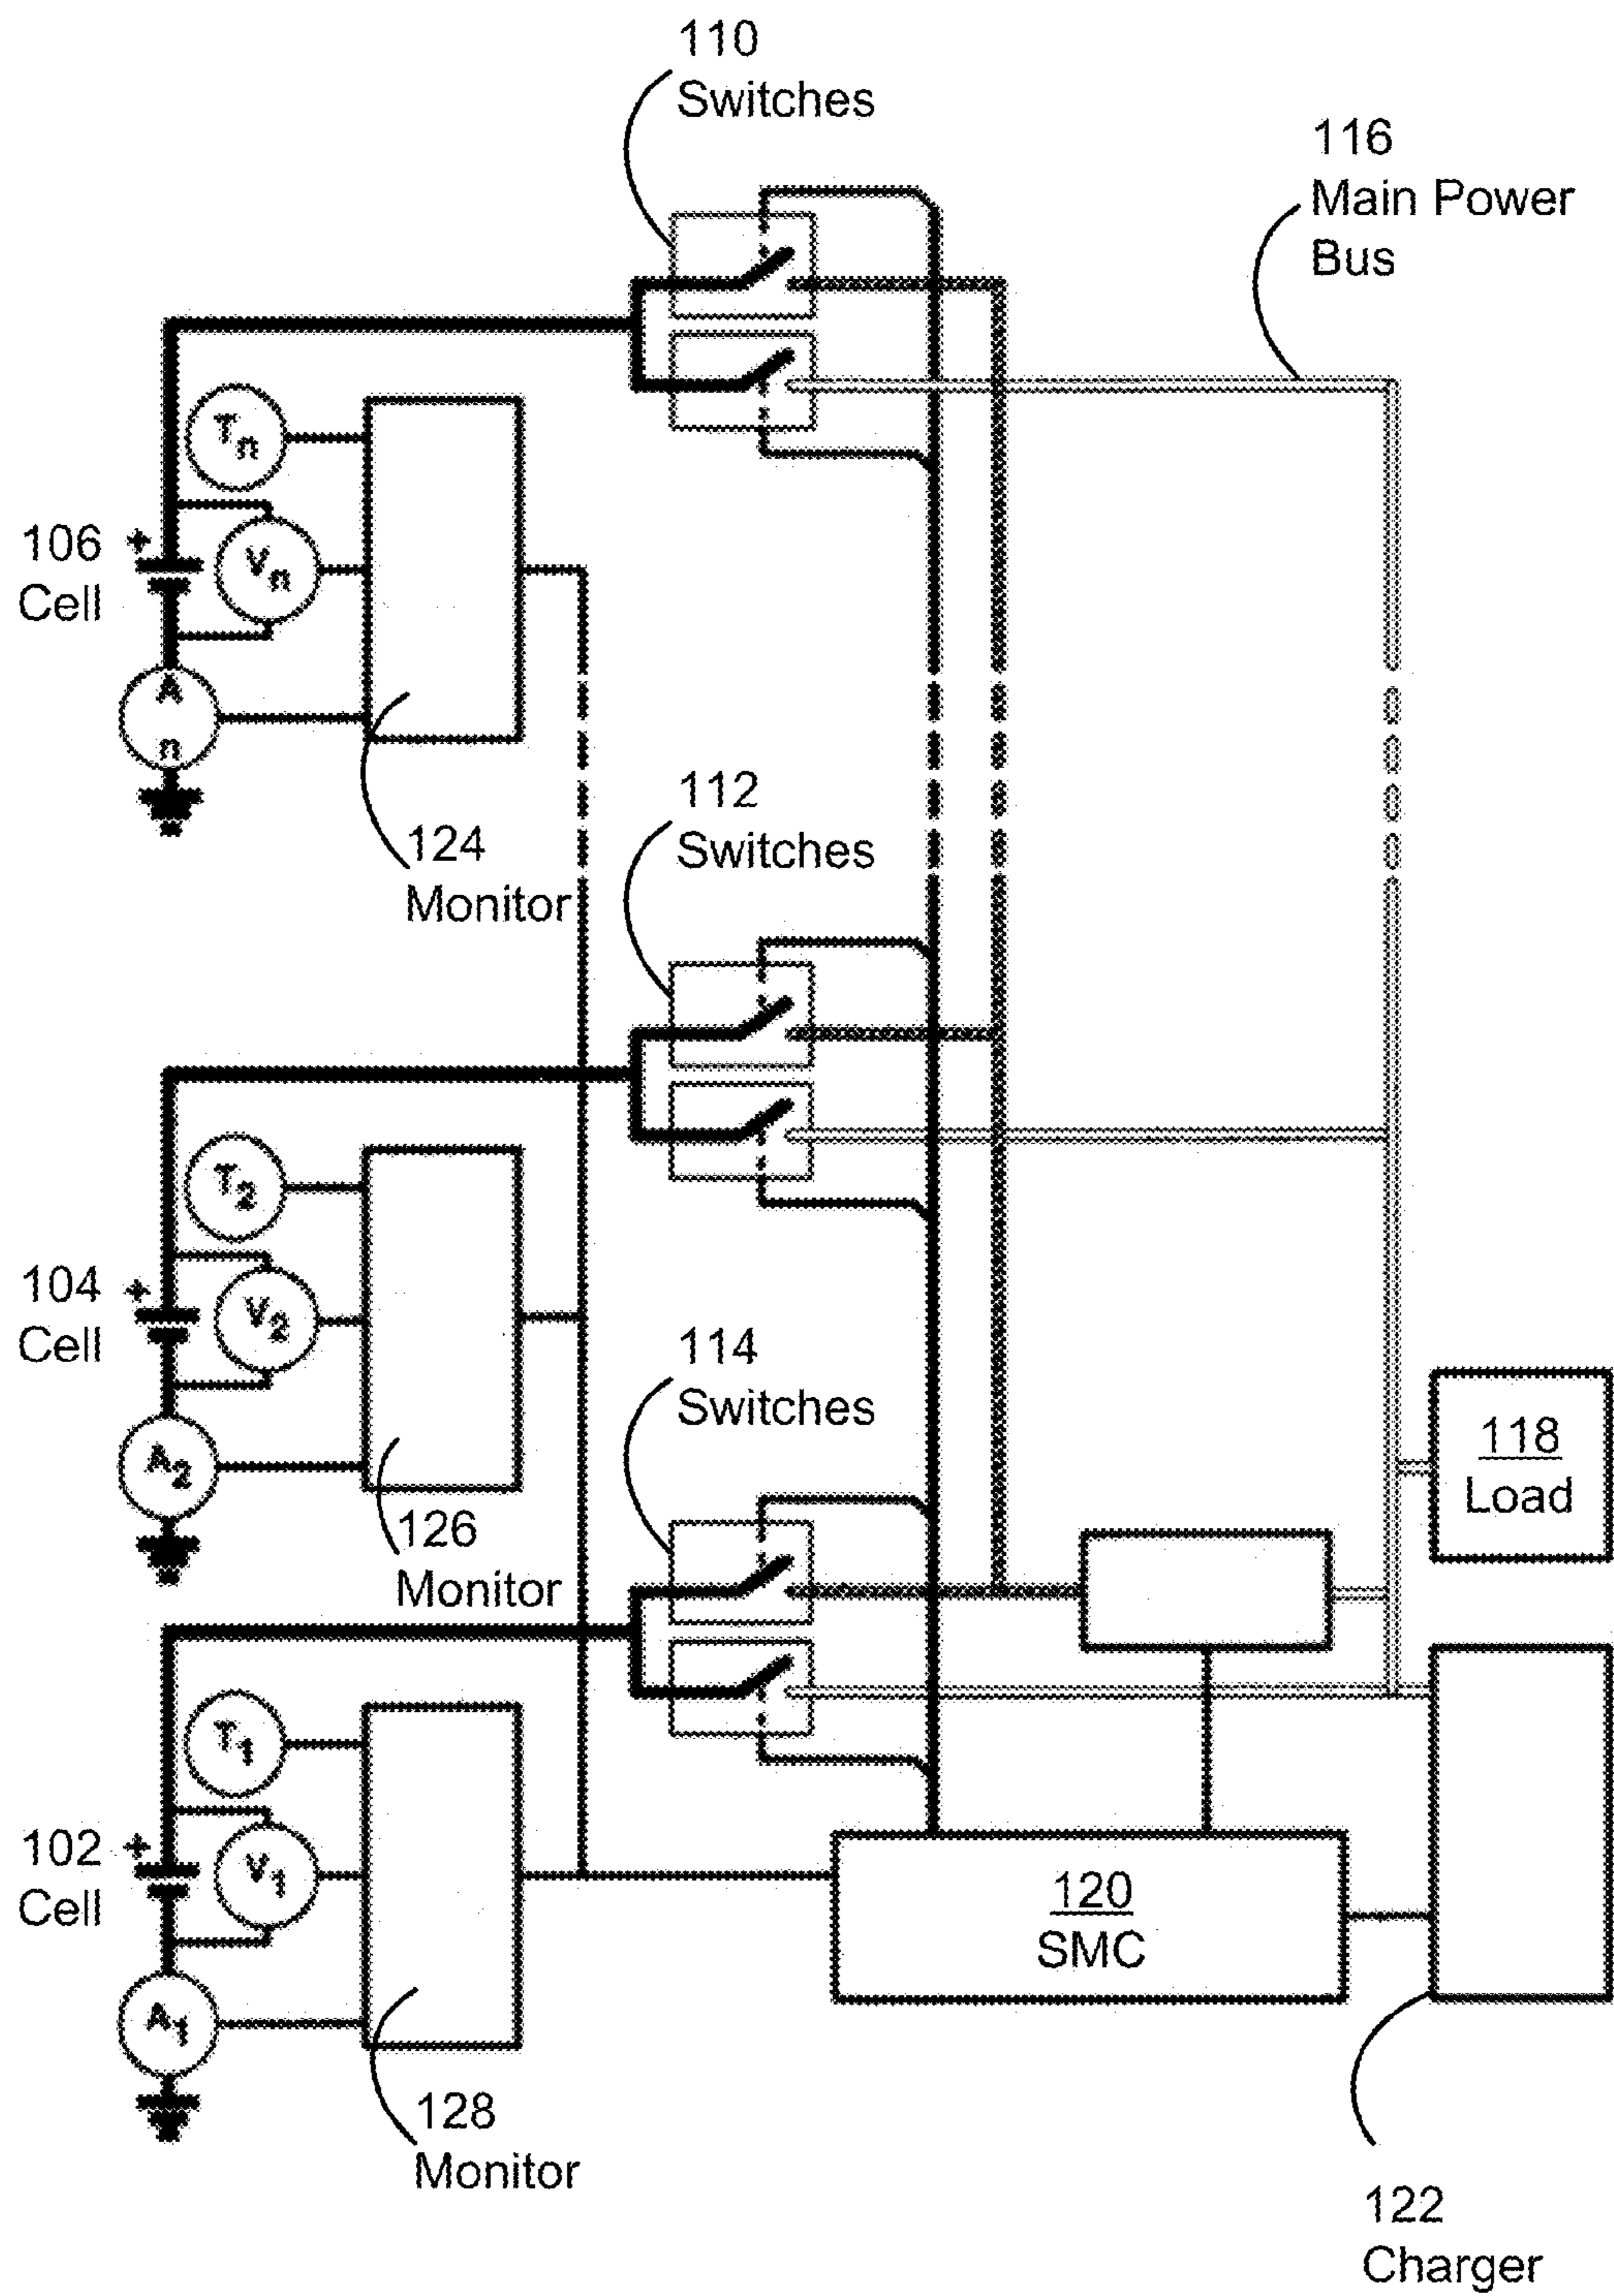 110
Switches
116
Main Power
Bus
Tn
106
Cell
+
Vn
A
n
124
Monitor
112
Switches
T2
104
Cell
+
V2
A2
126
Monitor
114
Switches
118
Load
T1
102
Cell
+
V1
A1
128
Monitor
120
SMC
122
Charger